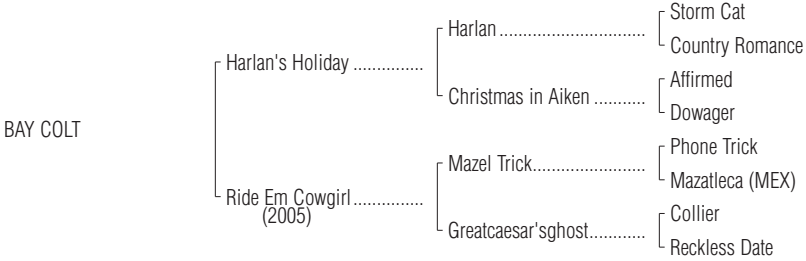 Storm Cat
Harlan..............................
Country Romance
Harlan's Holiday ...............
Affirmed
Christmas in Aiken ...........
Dowager
BAY COLT
Phone Trick
Mazel Trick.......................
Mazatleca (MEX)
Ride Em Cowgirl...............
(2005)
Collier
Greatcaesar'sghost............
Reckless Date